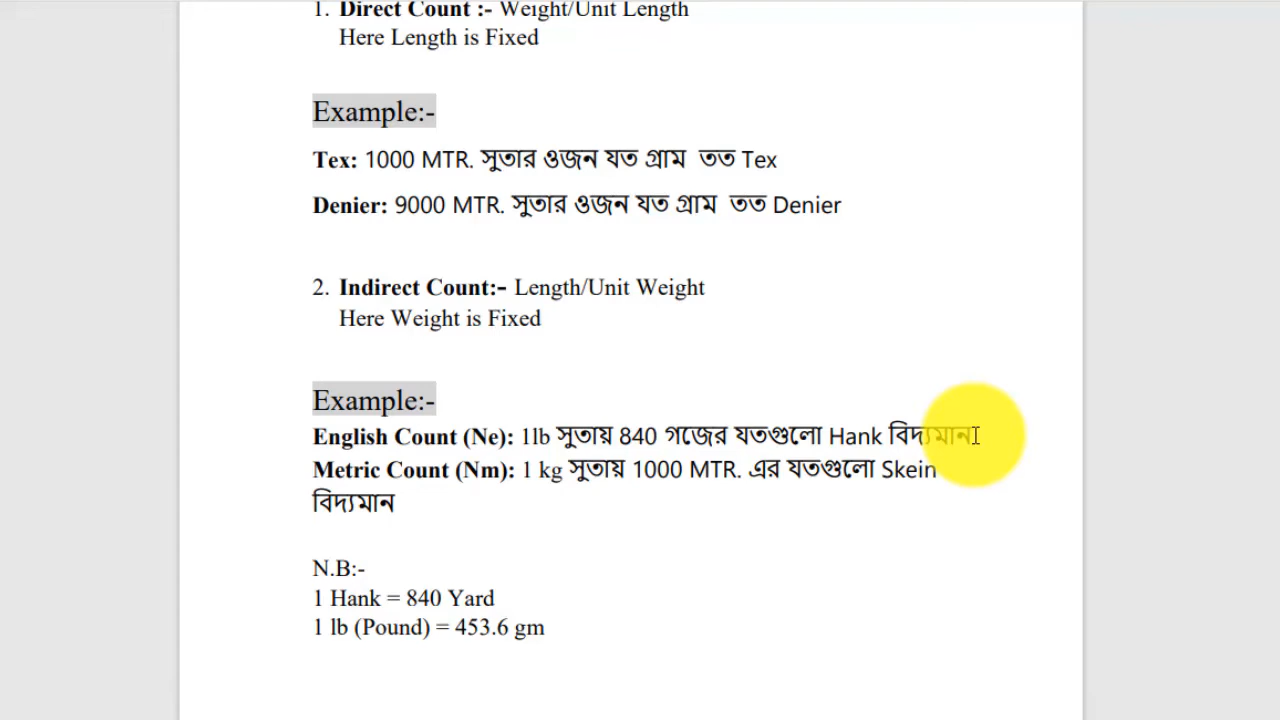 1. Direct Count :- Weight/Unit Length
Here Length is Fixed
Example:-
Tex: 1000 MTR. সুতার ওজন যত গ্রাম তত Tex
Denier: 9000 MTR. সুতার ওজন যত গ্রাম তত Denier
2. Indirect Count:- Length/Unit Weight
Here Weight is Fixed
Example:-
English Count (Ne): 1lb সুতায় 840 গজের যতগুলো Hank বিদ্যমান
Metric Count (Nm): 1 kg সুতায় 1000 MTR. এর যতগুলো Skein
বিদ্যমান
N.B:-
1 Hank = 840 Yard
1 lb (Pound) = 453.6 gm